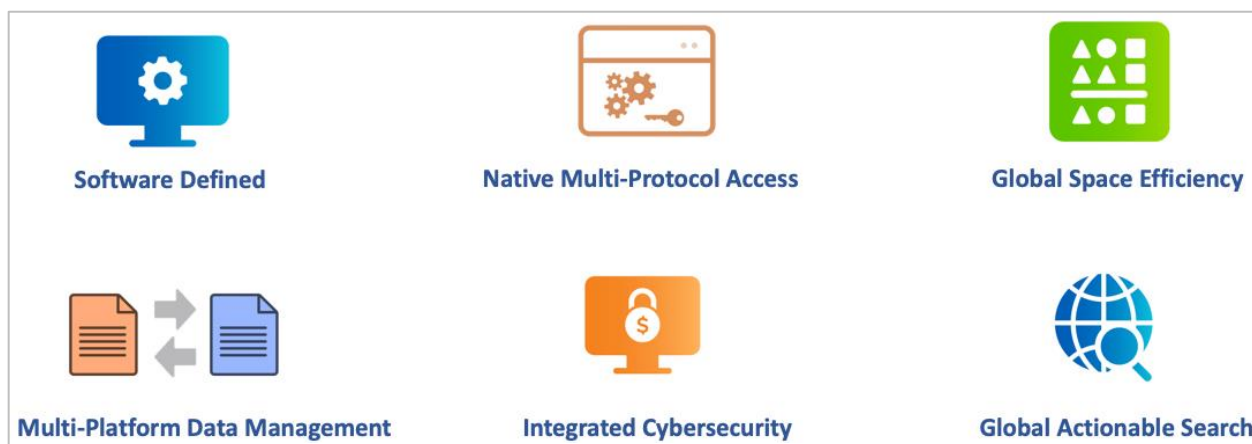 Software Defined
Native Multi-Protocol Access
Global Space Efficiency
$
Multi-Platform Data Management
Integrated Cybersecurity
Global Actionable Search